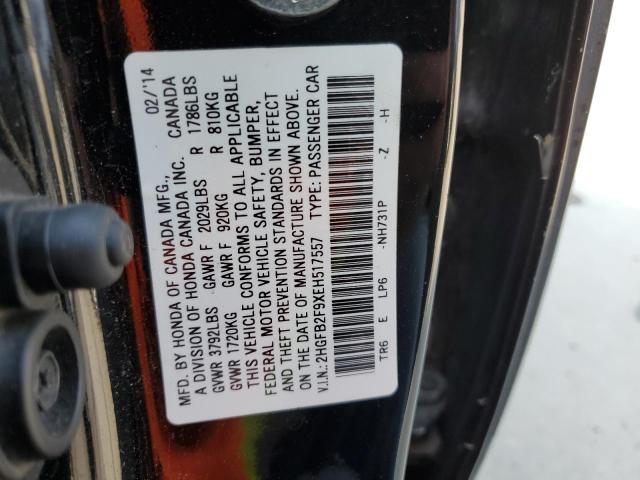 MFD. BY HONDA OF CANADA MFG., 02/'14
A DIVISION OF HONDA CANADA INC. CANADA
GVWR 3792LBS GAWR F 2029LBS R 1786LBS
GVWR 1720KG GAWR F 920KG R 810KG
THIS VEHICLE CONFORMS TO ALL APPLICABLE
FEDERAL MOTOR VEHICLE SAFETY, BUMPER,
AND THEFT PREVENTION STANDARDS IN EFFECT
ON THE DATE OF MANUFACTURE SHOWN ABOVE.
V.I.N.: 2HGFB2F9XEH517557 TYPE: PASSENGER CAR
TR6 E LP6 -NH731P -Z -H